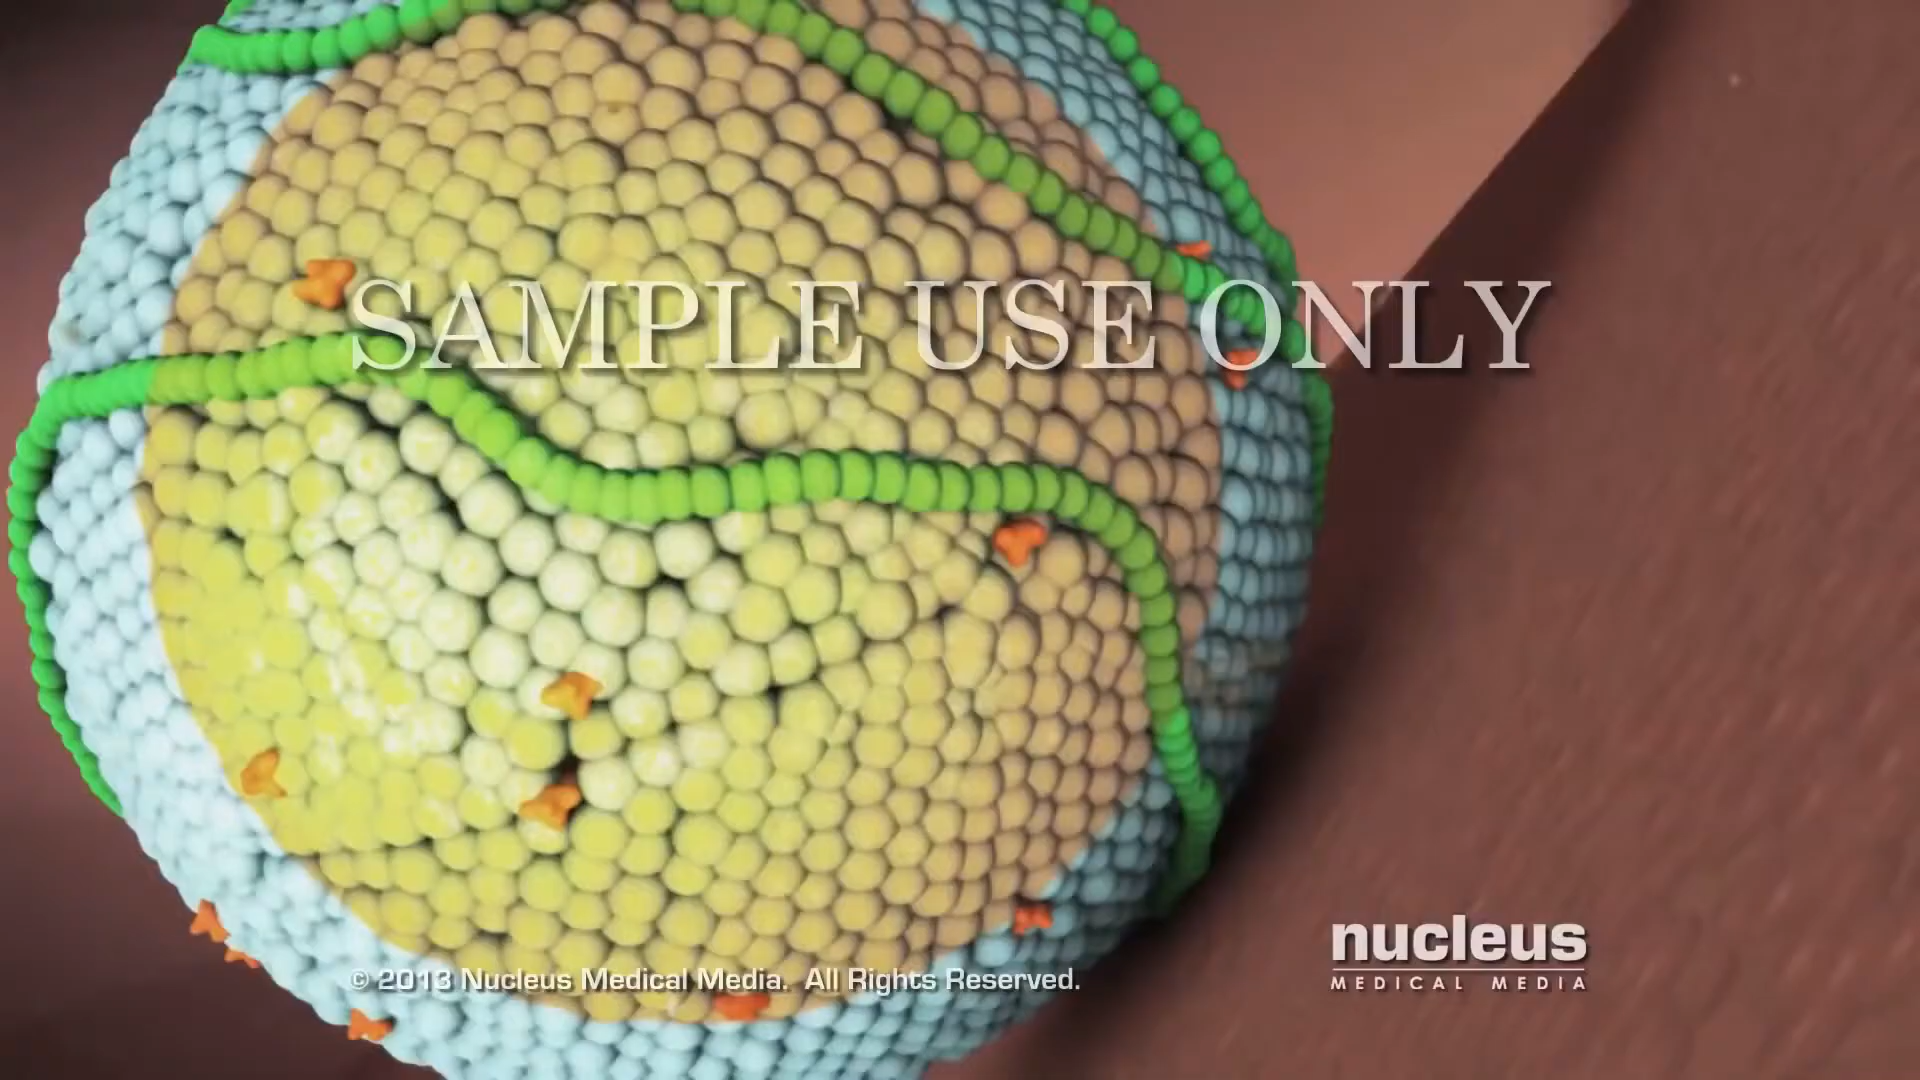 SAMPLE USE ONLY
© 2013 Nucleus Medical Media. All Rights Reserved.
nucleus
MEDICAL MEDIA